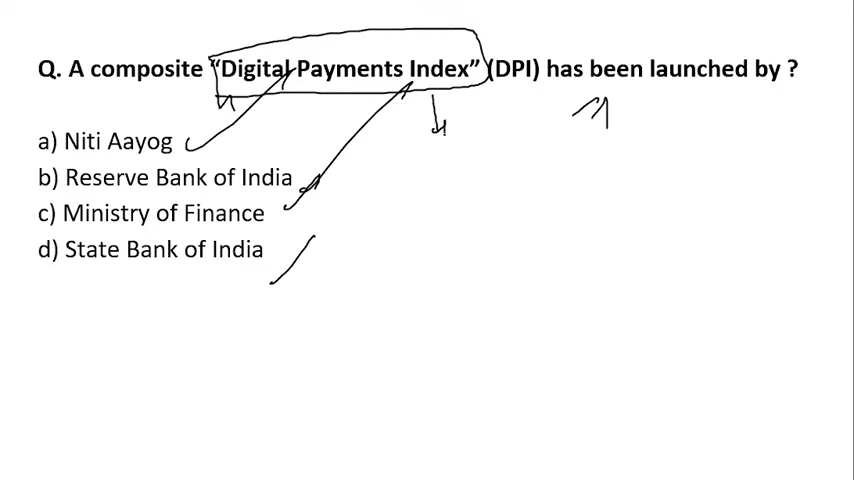 Q. A composite “Digital Payments Index” (DPI) has been launched by ?
a) Niti Aayog
b) Reserve Bank of India
c) Ministry of Finance
d) State Bank of India